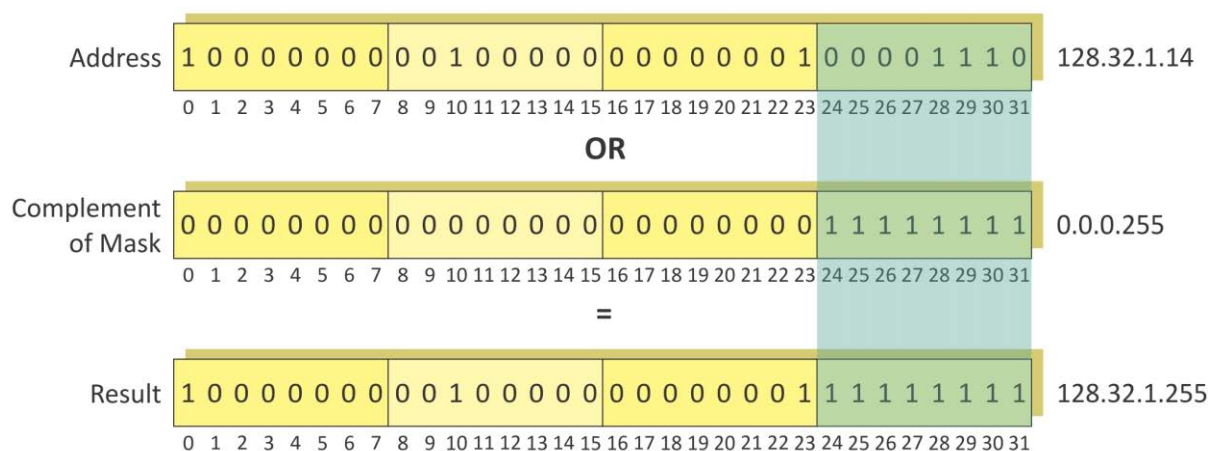 Address 1 0 0 0 0 0 0 0 0 0 1 0 0 0 0 0 0 0 0 0 0 0 0 1 0 0 0 0 1 1 1 0 128.32.1.14
0 1 2 3 4 5 6 7 8 9 10 11 12 13 14 15 16 17 18 19 20 21 22 23 24 25 26 27 28 29 30 31
OR
Complement
of Mask
0 0 0 0 0 0 0 0 0 0 0 0 0 0 0 0 0 0 0 0 0 0 0 0 1 1 1 1 1 1 1 1 0.0.0.255
0 1 2 3 4 5 6 7 8 9 10 11 12 13 14 15 16 17 18 19 20 21 22 23 24 25 26 27 28 29 30 31
=
Result 1 0 0 0 0 0 0 0 0 0 1 0 0 0 0 0 0 0 0 0 0 0 0 1 1 1 1 1 1 1 1 1 128.32.1.255
0 1 2 3 4 5 6 7 8 9 10 11 12 13 14 15 16 17 18 19 20 21 22 23 24 25 26 27 28 29 30 31